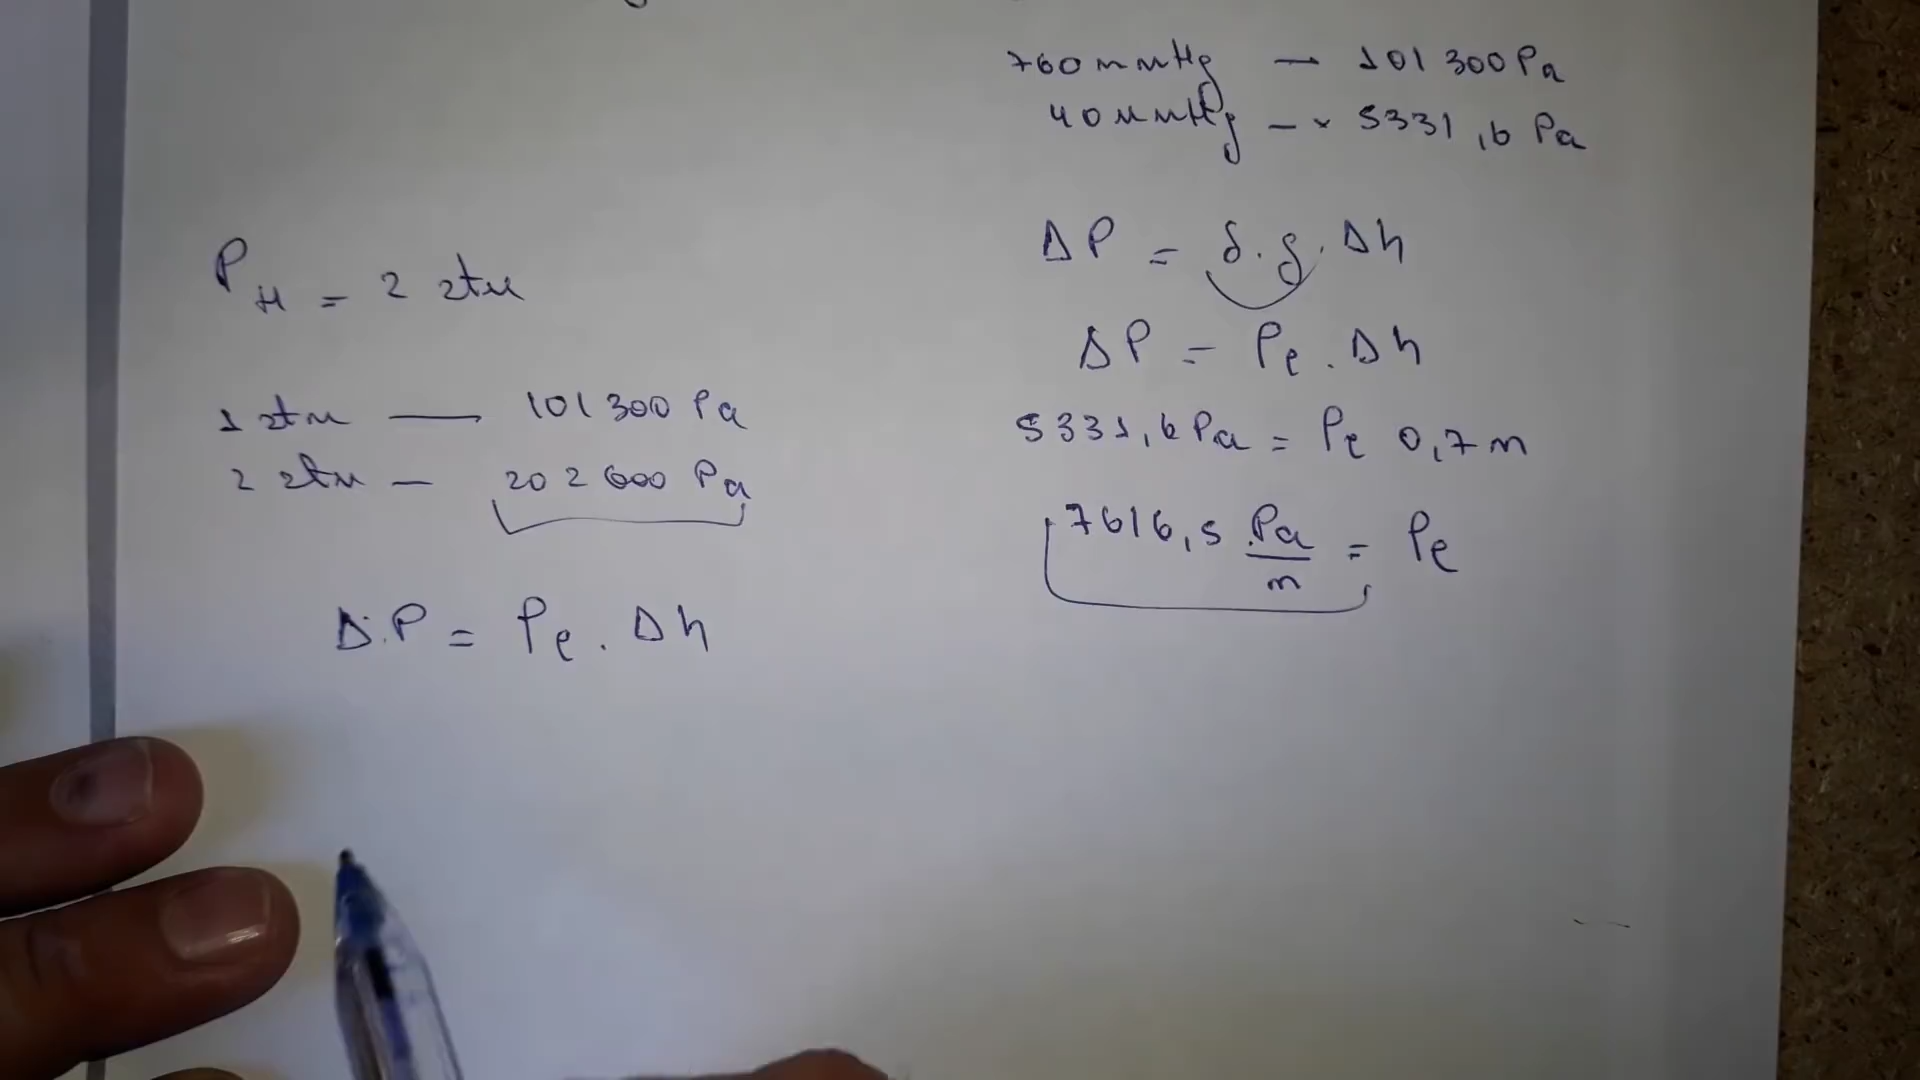 760 mmHg — 101 300 Pa
40 mmHg — x 5331,6 Pa
ΔP = δ.g.Δh
ΔP = Pe . Δh
5331,6 Pa = Pe 0,7 m
7616,5 Pa/m = Pe
PM = 2 atm
1 atm — 101 300 Pa
2 atm — 202 600 Pa
Δ.P = Pe . Δh